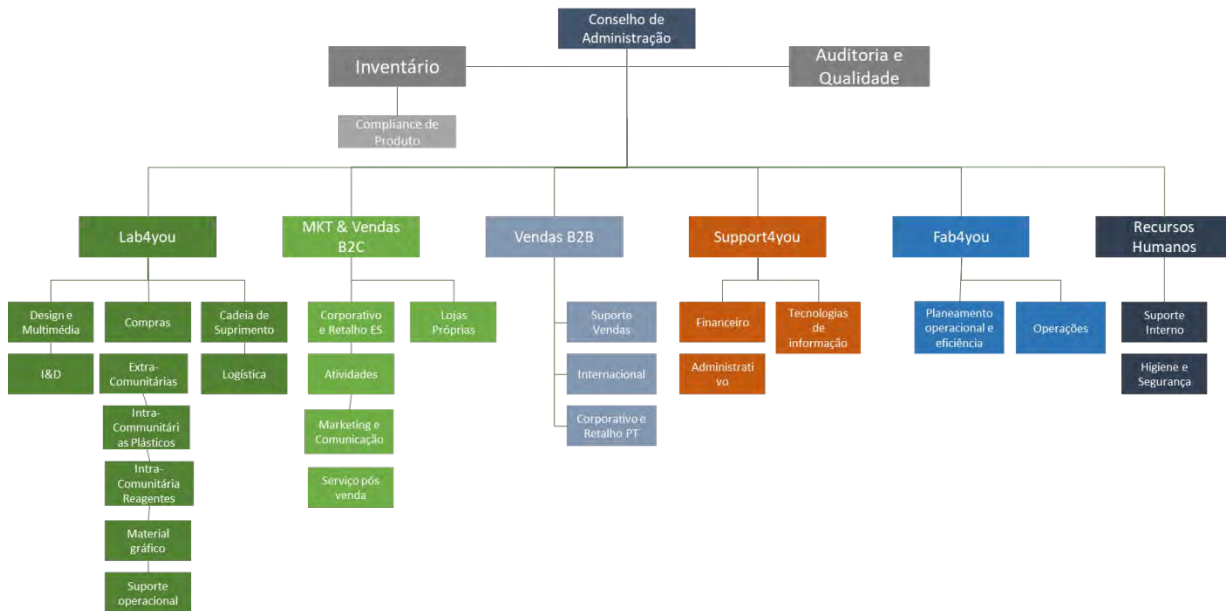 Conselho de
Administração
Inventário
Auditoria e
Qualidade
Compliance de
Produto
Lab4you
MKT & Vendas
B2C
Vendas B2B
Support4you
Fab4you
Recursos
Humanos
Design e
Multimédia
Compras
Cadeia de
Suprimento
Corporativo
e Retalho ES
Lojas
Próprias
Suporte
Vendas
Financeiro
Tecnologias
de
informação
Planeamento
operacional e
eficiência
Operações
Suporte
Interno
I&D
Extra-
Comunitárias
Logística
Atividades
Internacional
Administrati
vo
Higiene e
Segurança
Intra-
Communitári
as Plásticos
Marketing e
Comunicação
Corporativo e
Retalho PT
Intra-
Comunitária
Reagentes
Serviço pós
venda
Material
gráfico
Suporte
operacional